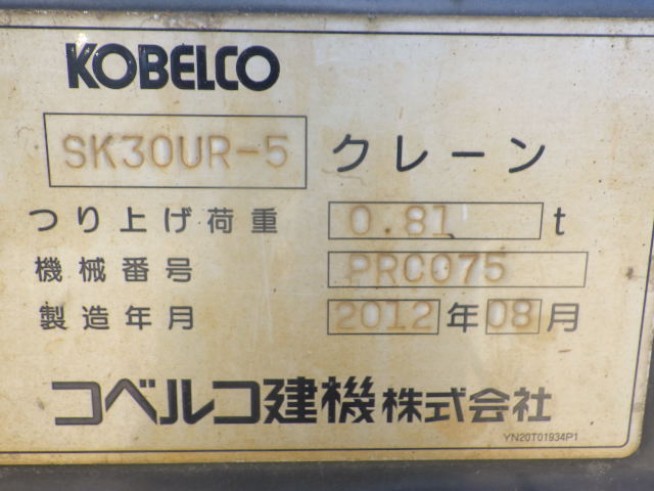 KOBELCO
SK30UR-5 クレーン
つり上げ荷重 0.81 t
機械番号 PRC075
製造年月 2012年08月
コベルコ建機株式会社
YN20T01934P1